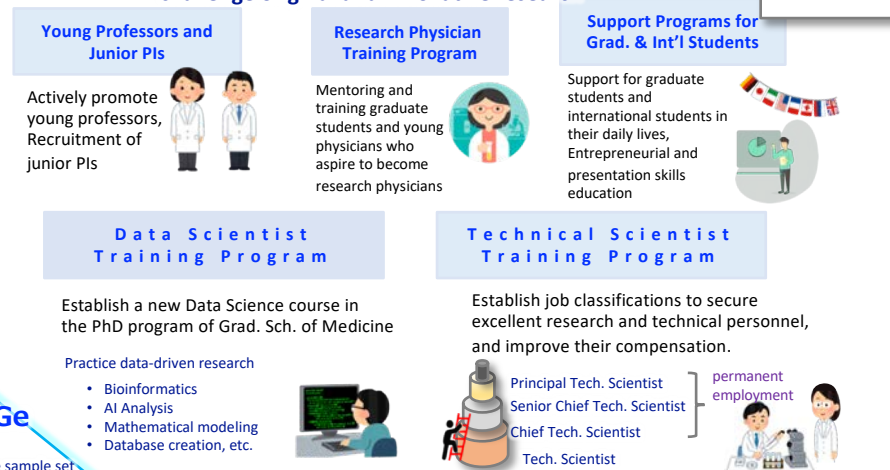 Young Professors and
Junior PIs
Actively promote
young professors,
Recruitment of
junior PIs
Research Physician
Training Program
Mentoring and
training graduate
students and young
physicians who
aspire to become
research physicians
Support Programs for
Grad. & Int'l Students
Support for graduate
students and
international students in
their daily lives,
Entrepreneurial and
presentation skills
education
Data Scientist
Training Program
Establish a new Data Science course in
the PhD program of Grad. Sch. of Medicine
Practice data-driven research
• Bioinformatics
• AI Analysis
• Mathematical modeling
• Database creation, etc.
Ge
sample set
Technical Scientist
Training Program
Establish job classifications to secure
excellent research and technical personnel,
and improve their compensation.
Principal Tech. Scientist
Senior Chief Tech. Scientist
Chief Tech. Scientist
Tech. Scientist
permanent
employment